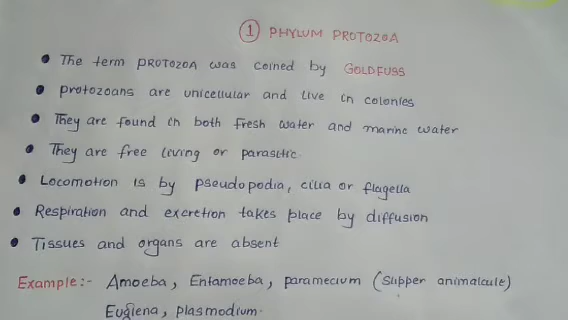 1 PHYLUM PROTOZOA
• The term PROTOZOA was coined by GOLDFUSS
• Protozoans are unicellular and live in colonies
• They are found in both fresh water and marine water
• They are free living or parasitic.
• Locomotion is by pseudopodia, cilia or flagella
• Respiration and excretion takes place by diffusion
• Tissues and organs are absent
Example:- Amoeba, Entamoeba, paramecium (slipper animalcule)
Euglena, plasmodium.